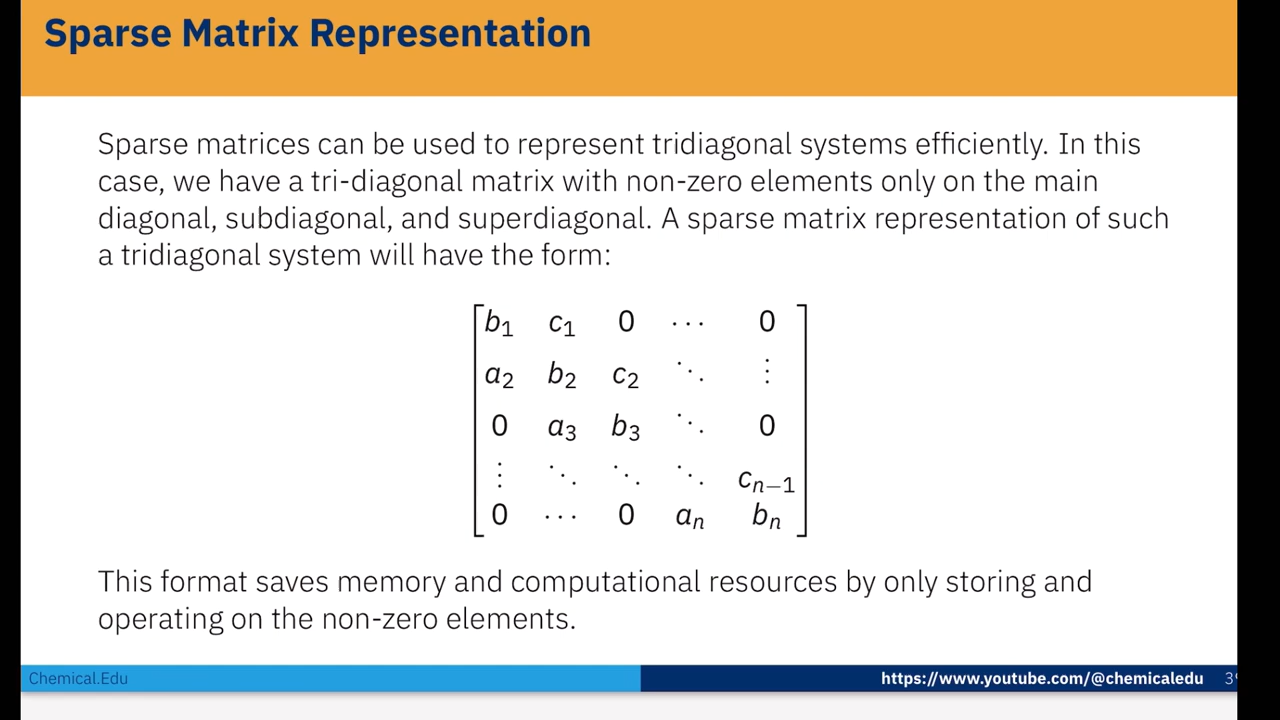 Sparse Matrix Representation
Sparse matrices can be used to represent tridiagonal systems efficiently. In this
case, we have a tri-diagonal matrix with non-zero elements only on the main
diagonal, subdiagonal, and superdiagonal. A sparse matrix representation of such
a tridiagonal system will have the form:
b₁ c₁ 0 ⋯ 0
a₂ b₂ c₂ ⋱ ⋮
0 a₃ b₃ ⋱ 0
⋮ ⋱ ⋱ ⋱ cₙ₋₁
0 ⋯ 0 aₙ bₙ
This format saves memory and computational resources by only storing and
operating on the non-zero elements.
Chemical.Edu https://www.youtube.com/@chemicaledu